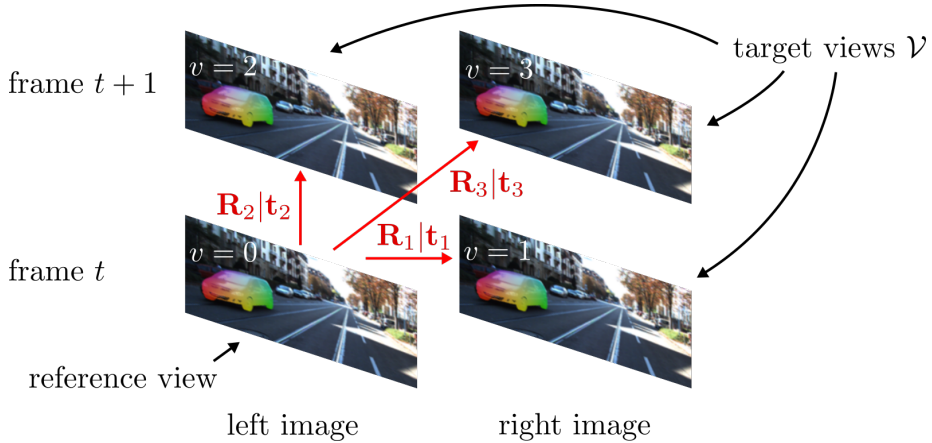 target views 𝒱
frame t + 1
v = 2
v = 3
R₂|t₂
R₃|t₃
R₁|t₁
frame t
v = 0
v = 1
reference view
left image
right image